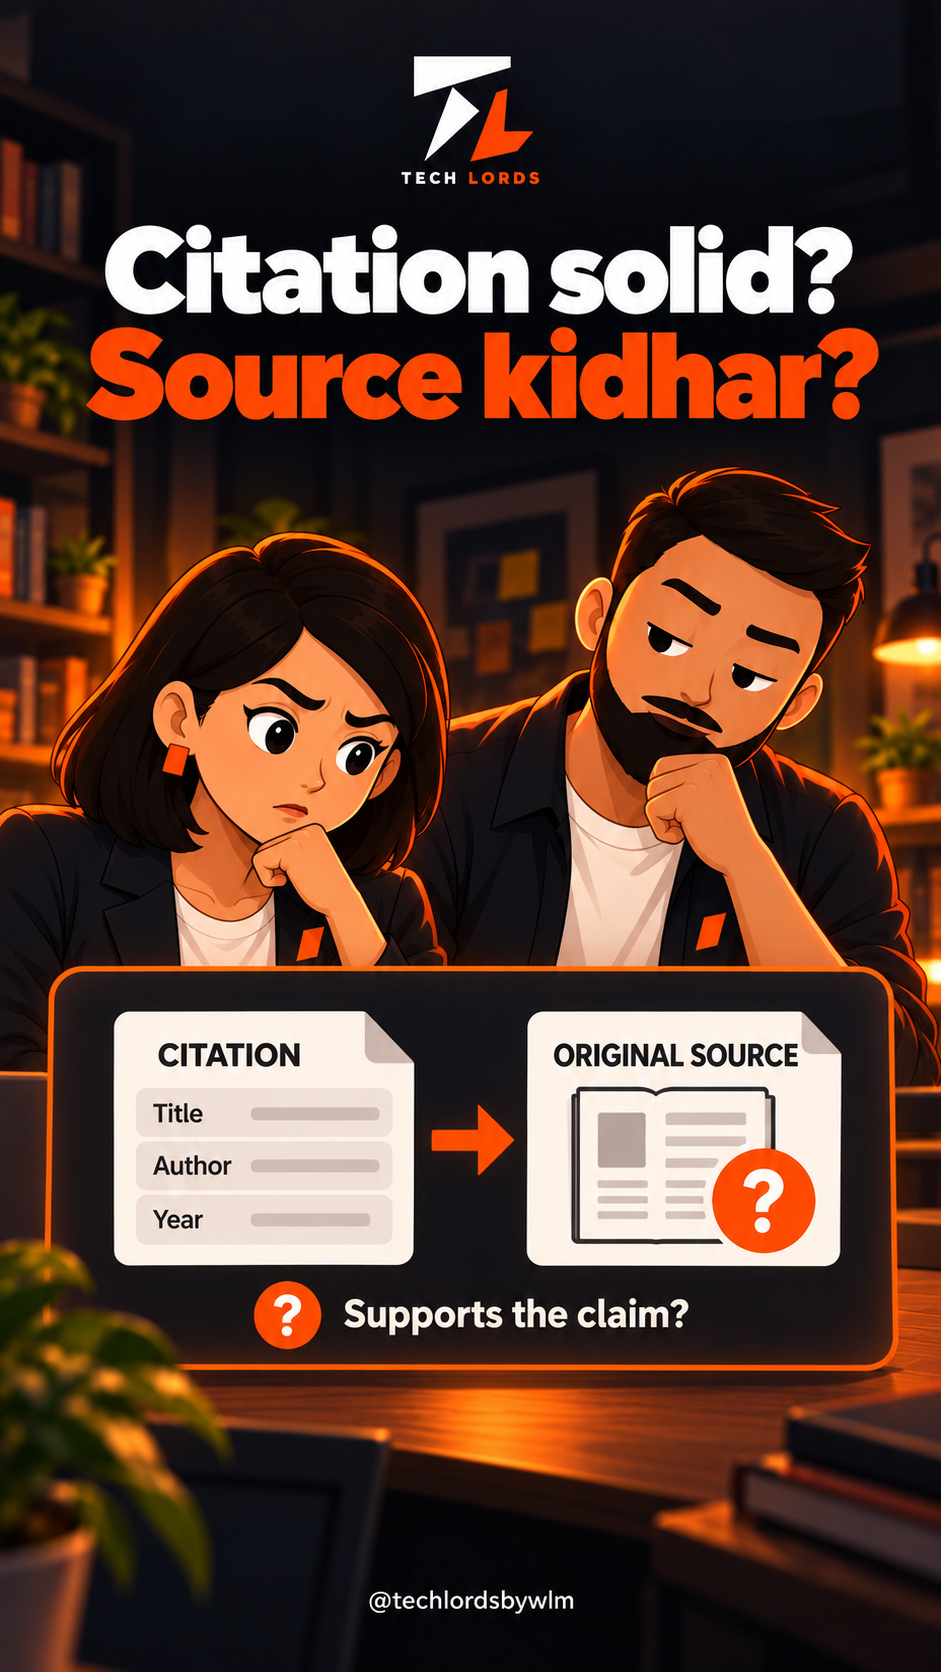 TECH LORDS
Citation solid?
Source kidhar?
CITATION
Title
Author
Year
ORIGINAL SOURCE
?
? Supports the claim?
@techlordsbywlm